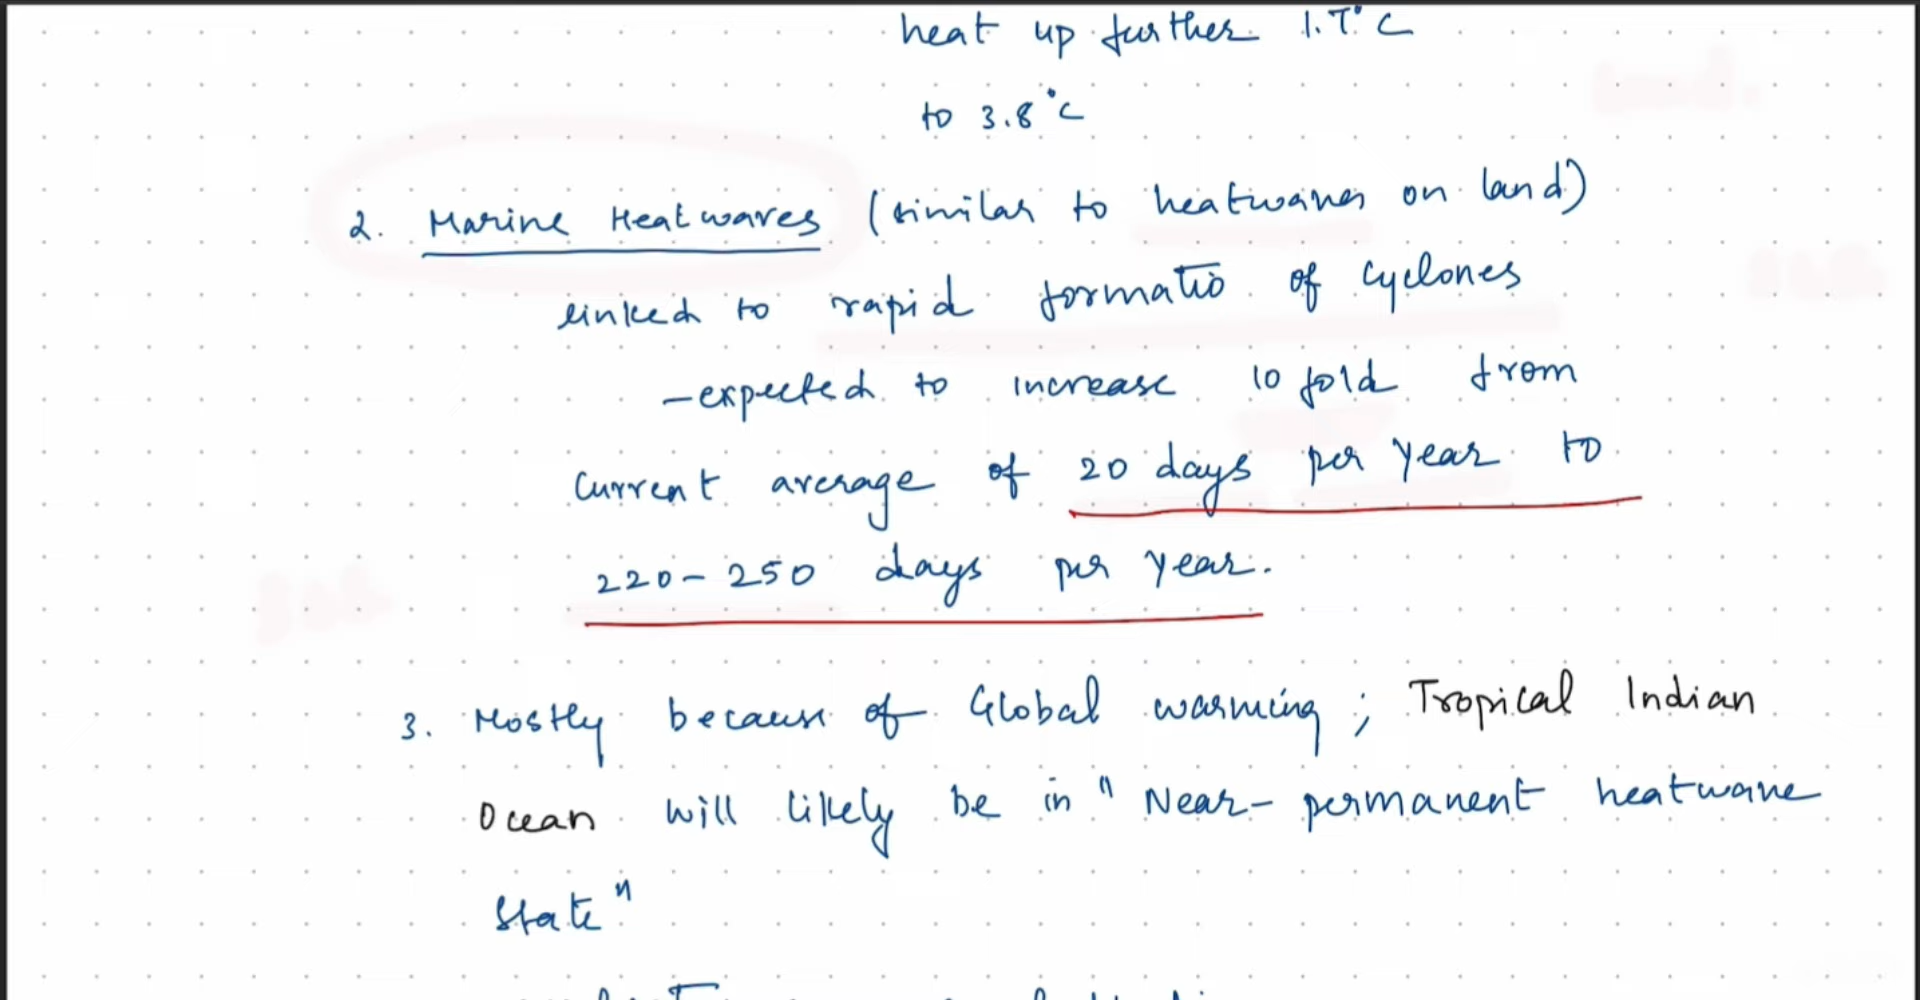 heat up further 1.7°C
to 3.8°C
2. Marine Heatwaves (similar to heatwaves on land)
linked to rapid formatio of cyclones
- expected to increase 10 fold from
current average of 20 days per year to
220-250 days per year.
3. Mostly because of Global warming; Tropical Indian
Ocean will likely be in "Near-permanent heatwave
State"